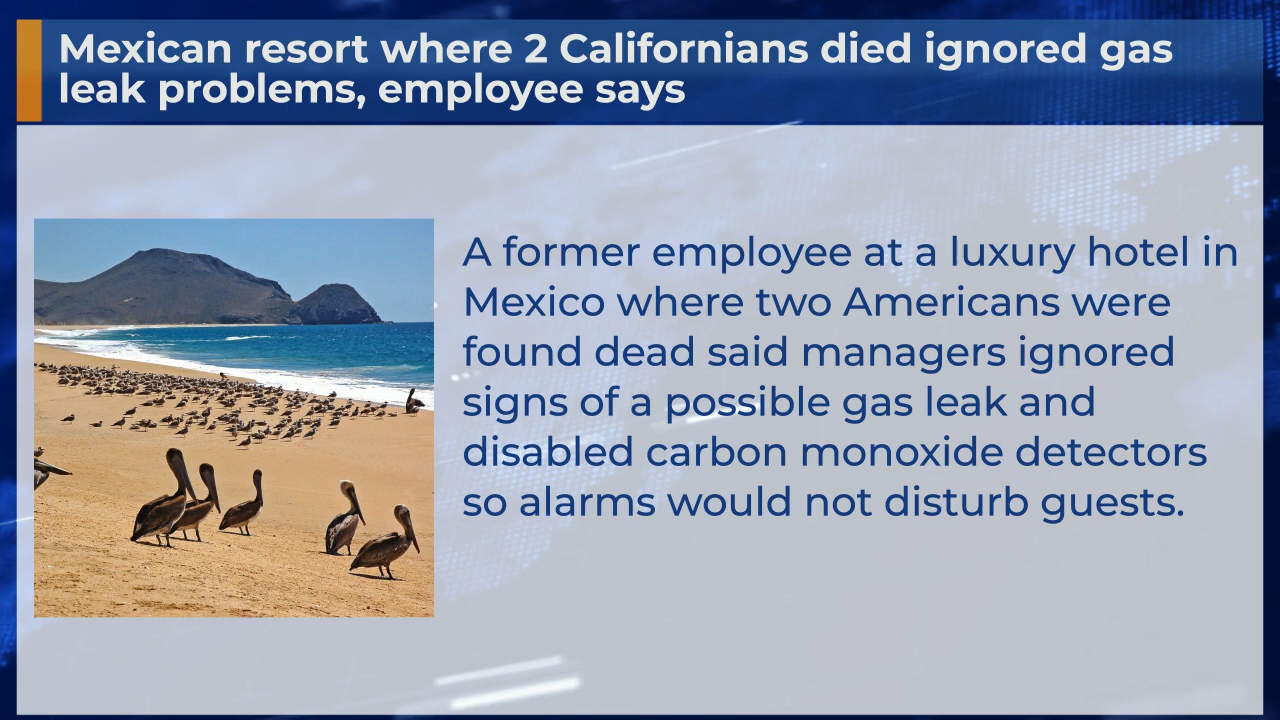 Mexican resort where 2 Californians died ignored gas
leak problems, employee says
A former employee at a luxury hotel in
Mexico where two Americans were
found dead said managers ignored
signs of a possible gas leak and
disabled carbon monoxide detectors
so alarms would not disturb guests.